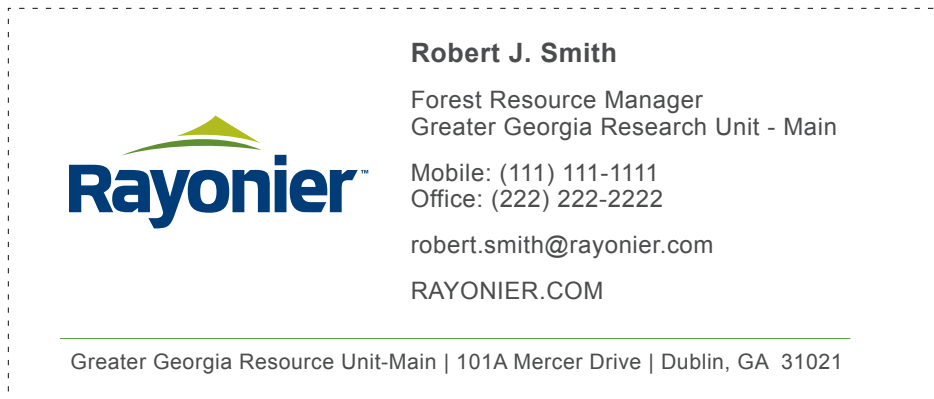 Robert J. Smith
Forest Resource Manager
Greater Georgia Research Unit - Main
Rayonier™
Mobile: (111) 111-1111
Office: (222) 222-2222
robert.smith@rayonier.com
RAYONIER.COM
Greater Georgia Resource Unit-Main | 101A Mercer Drive | Dublin, GA  31021